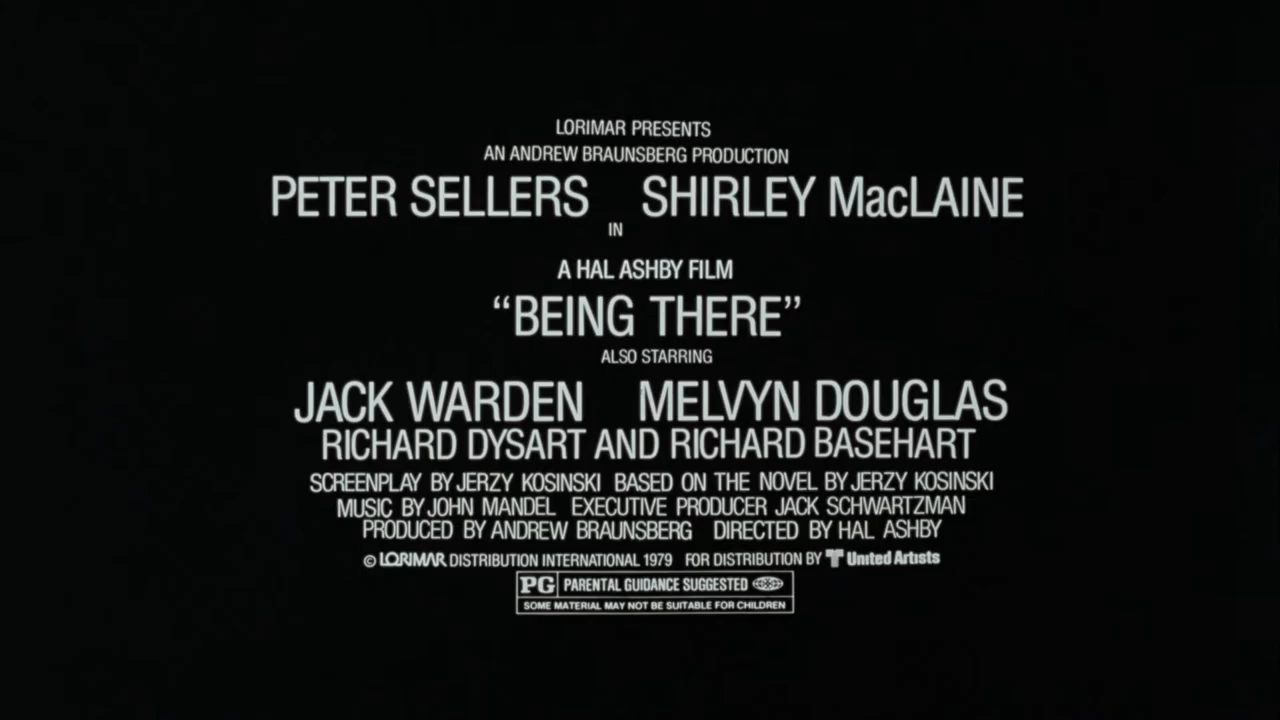 LORIMAR PRESENTS
AN ANDREW BRAUNSBERG PRODUCTION
PETER SELLERS SHIRLEY MacLAINE
IN
A HAL ASHBY FILM
“BEING THERE”
ALSO STARRING
JACK WARDEN MELVYN DOUGLAS
RICHARD DYSART AND RICHARD BASEHART
SCREENPLAY BY JERZY KOSINSKI BASED ON THE NOVEL BY JERZY KOSINSKI
MUSIC BY JOHN MANDEL EXECUTIVE PRODUCER JACK SCHWARTZMAN
PRODUCED BY ANDREW BRAUNSBERG DIRECTED BY HAL ASHBY
© LORIMAR DISTRIBUTION INTERNATIONAL 1979 FOR DISTRIBUTION BY T United Artists
PG PARENTAL GUIDANCE SUGGESTED
SOME MATERIAL MAY NOT BE SUITABLE FOR CHILDREN